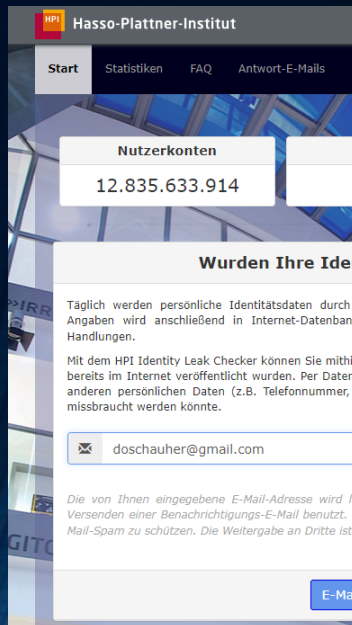 HPI Hasso-Plattner-Institut
Start Statistiken FAQ Antwort-E-Mails
Nutzerkonten
12.835.633.914
Wurden Ihre Ide
Täglich werden persönliche Identitätsdaten durch
Angaben wird anschließend in Internet-Datenban
Handlungen.
Mit dem HPI Identity Leak Checker können Sie mithi
bereits im Internet veröffentlicht wurden. Per Daten
anderen persönlichen Daten (z.B. Telefonnummer,
missbraucht werden könnte.
doschauher@gmail.com
Die von Ihnen eingegebene E-Mail-Adresse wird l
Versenden einer Benachrichtigungs-E-Mail benutzt.
Mail-Spam zu schützen. Die Weitergabe an Dritte ist
E-Ma